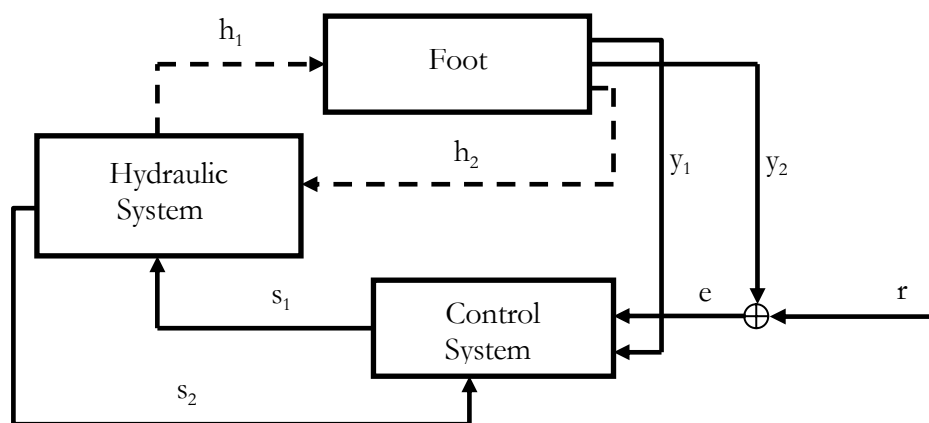 h₁
Foot
h₂
y₁
y₂
Hydraulic
System
s₁
Control
System
e
r
s₂